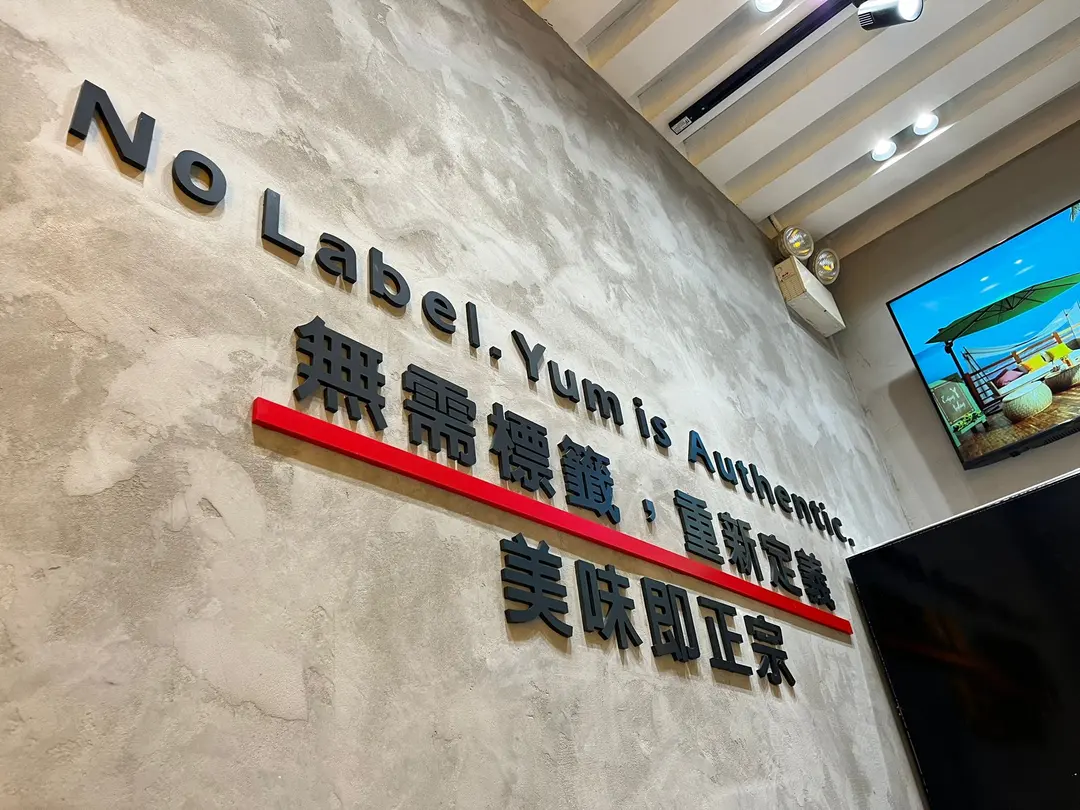 No Label. Yum is Authentic.
無需標籤，重新定義
美味即正宗